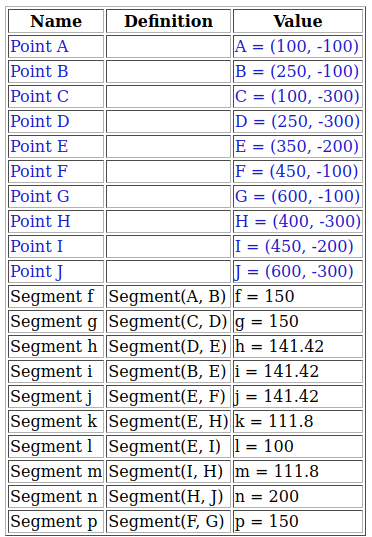 Name Definition Value
Point A A = (100, -100)
Point B B = (250, -100)
Point C C = (100, -300)
Point D D = (250, -300)
Point E E = (350, -200)
Point F F = (450, -100)
Point G G = (600, -100)
Point H H = (400, -300)
Point I I = (450, -200)
Point J J = (600, -300)
Segment f Segment(A, B) f = 150
Segment g Segment(C, D) g = 150
Segment h Segment(D, E) h = 141.42
Segment i Segment(B, E) i = 141.42
Segment j Segment(E, F) j = 141.42
Segment k Segment(E, H) k = 111.8
Segment l Segment(E, I) l = 100
Segment m Segment(I, H) m = 111.8
Segment n Segment(H, J) n = 200
Segment p Segment(F, G) p = 150